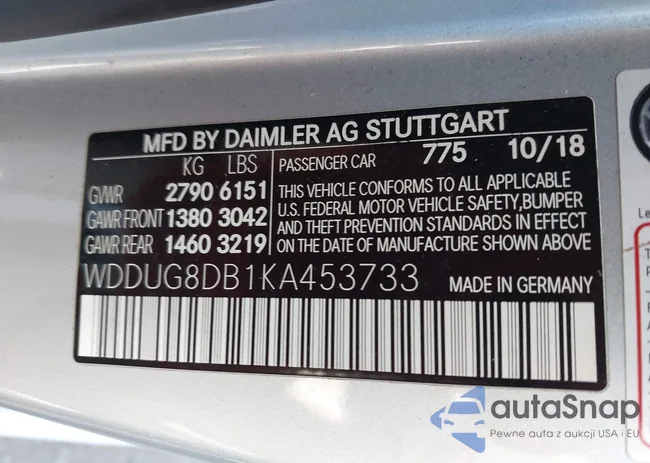 MFD BY DAIMLER AG STUTTGART
KG LBS
GVWR 2790 6151
GAWR FRONT 1380 3042
GAWR REAR 1460 3219
PASSENGER CAR 775 10/18
THIS VEHICLE CONFORMS TO ALL APPLICABLE
U.S. FEDERAL MOTOR VEHICLE SAFETY,BUMPER
AND THEFT PREVENTION STANDARDS IN EFFECT
ON THE DATE OF MANUFACTURE SHOWN ABOVE
WDDUG8DB1KA453733 MADE IN GERMANY
Le
autaSnap
Pewne auta z aukcji USA i EU